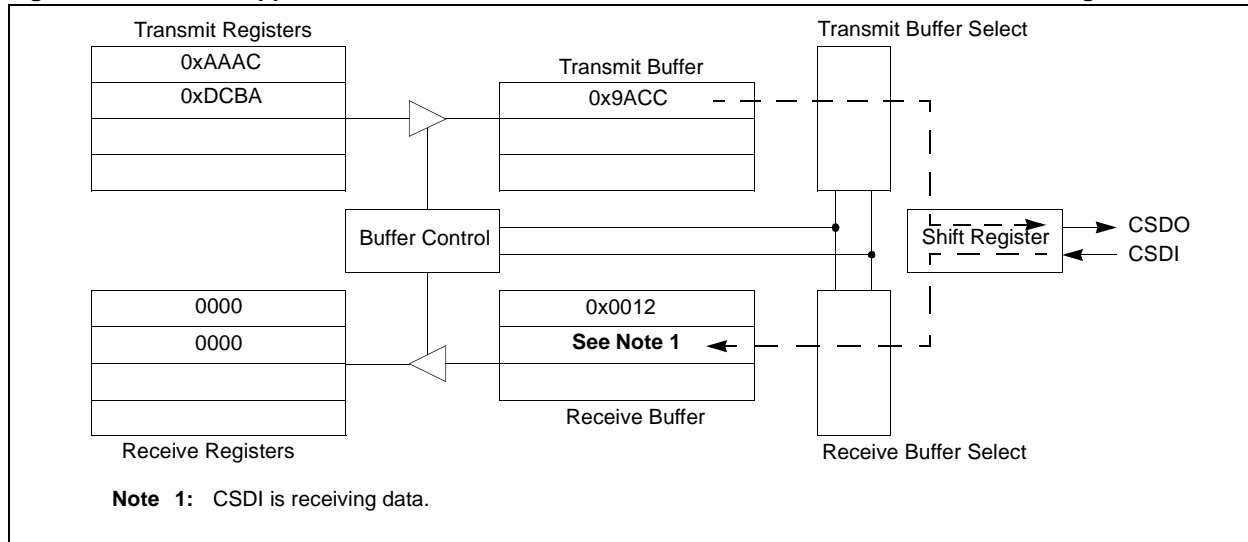 Transmit Registers
0xAAAC
0xDCBA
Transmit Buffer
0x9ACC
Transmit Buffer Select
Buffer Control
Shift Register
CSDO
CSDI
0000
0000
Receive Registers
0x0012
See Note 1
Receive Buffer
Receive Buffer Select
Note 1: CSDI is receiving data.